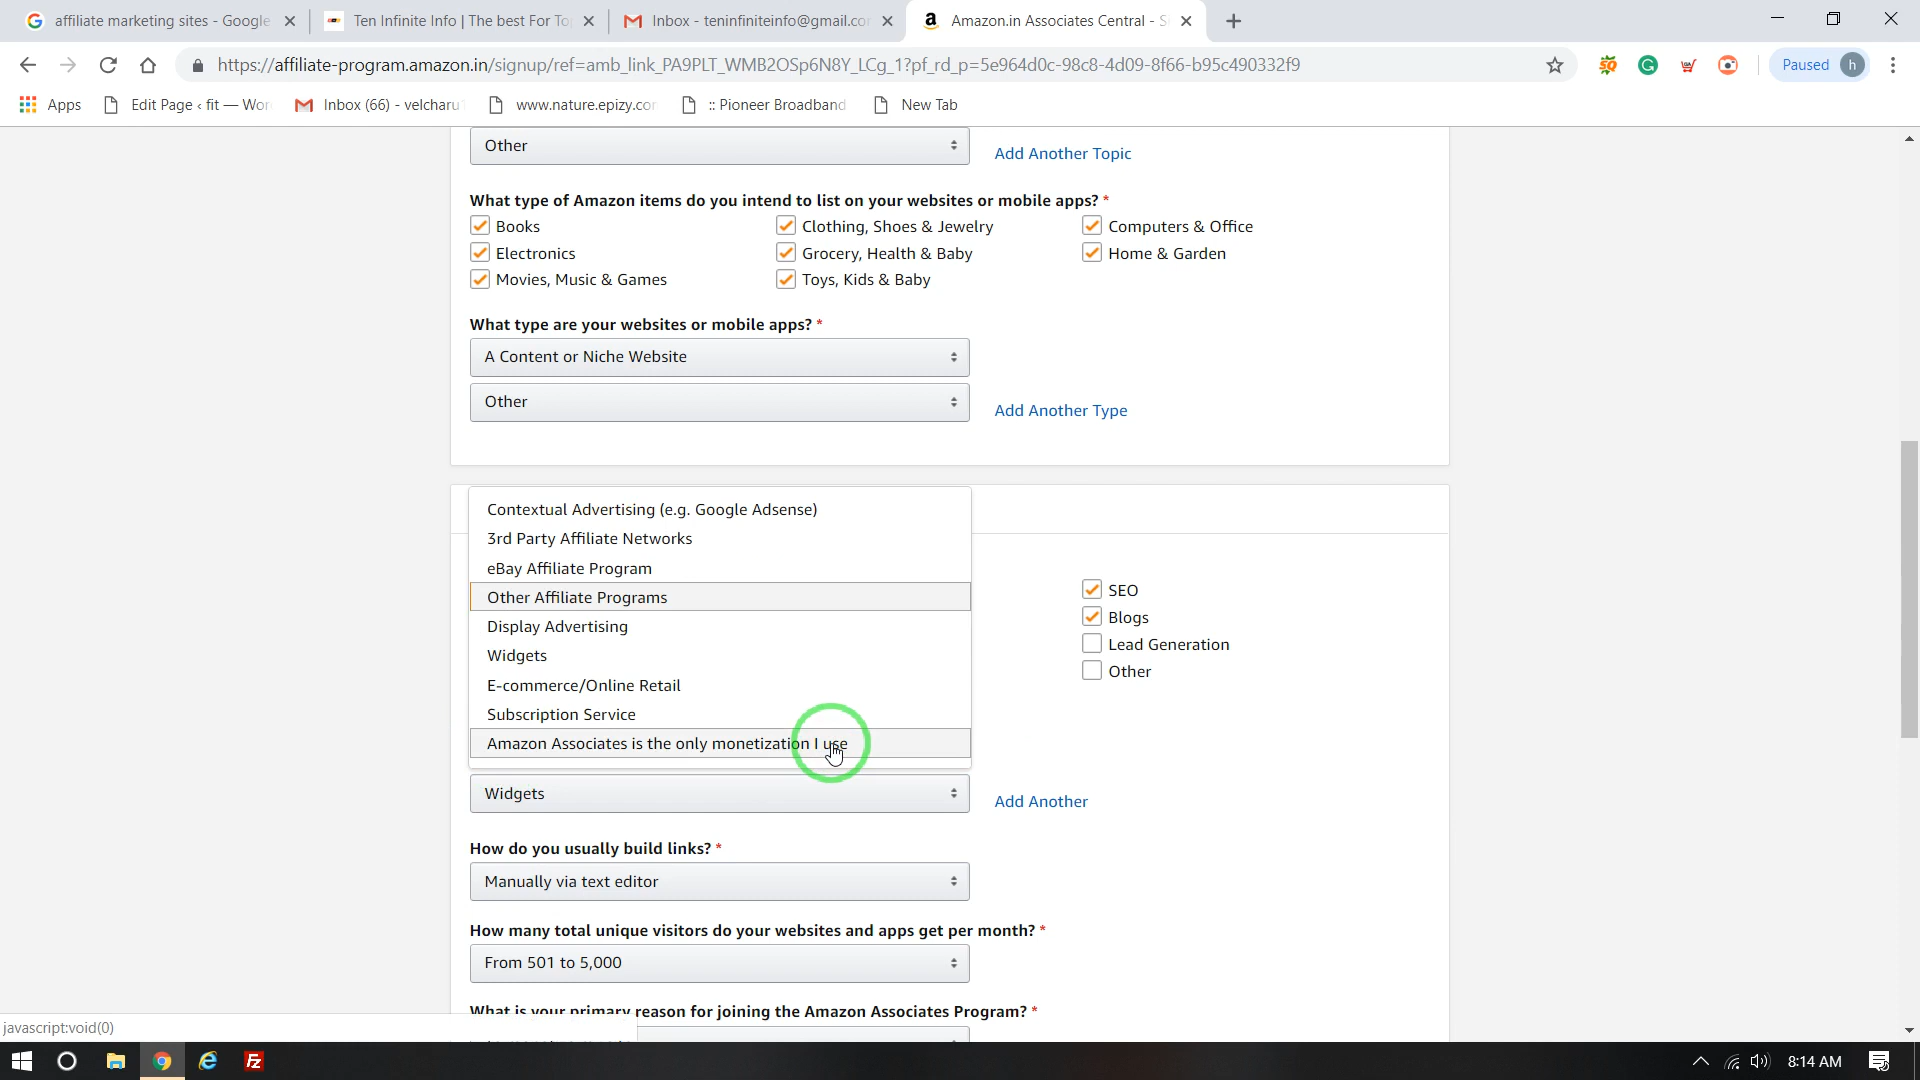 affiliate marketing sites - Google
Ten Infinite Info | The best For To
Inbox - teninfiniteinfo@gmail.co
Amazon.in Associates Central - S
https://affiliate-program.amazon.in/signup/ref=amb_link_PA9PLT_WMB2OSp6N8Y_LCg_1?pf_rd_p=5e964d0c-98c8-4d09-8f66-b95c490332f9
Paused h
Apps
Edit Page ‹ fit — Wor
Inbox (66) - velcharu
www.nature.epizy.co
:: Pioneer Broadband
New Tab
Other
Add Another Topic
What type of Amazon items do you intend to list on your websites or mobile apps? *
Books
Clothing, Shoes & Jewelry
Computers & Office
Electronics
Grocery, Health & Baby
Home & Garden
Movies, Music & Games
Toys, Kids & Baby
What type are your websites or mobile apps? *
A Content or Niche Website
Other
Add Another Type
Contextual Advertising (e.g. Google Adsense)
3rd Party Affiliate Networks
eBay Affiliate Program
Other Affiliate Programs
Display Advertising
Widgets
E-commerce/Online Retail
Subscription Service
Amazon Associates is the only monetization I use
SEO
Blogs
Lead Generation
Other
Widgets
Add Another
How do you usually build links? *
Manually via text editor
How many total unique visitors do your websites and apps get per month? *
From 501 to 5,000
What is your primary reason for joining the Amazon Associates Program? *
javascript:void(0)
8:14 AM